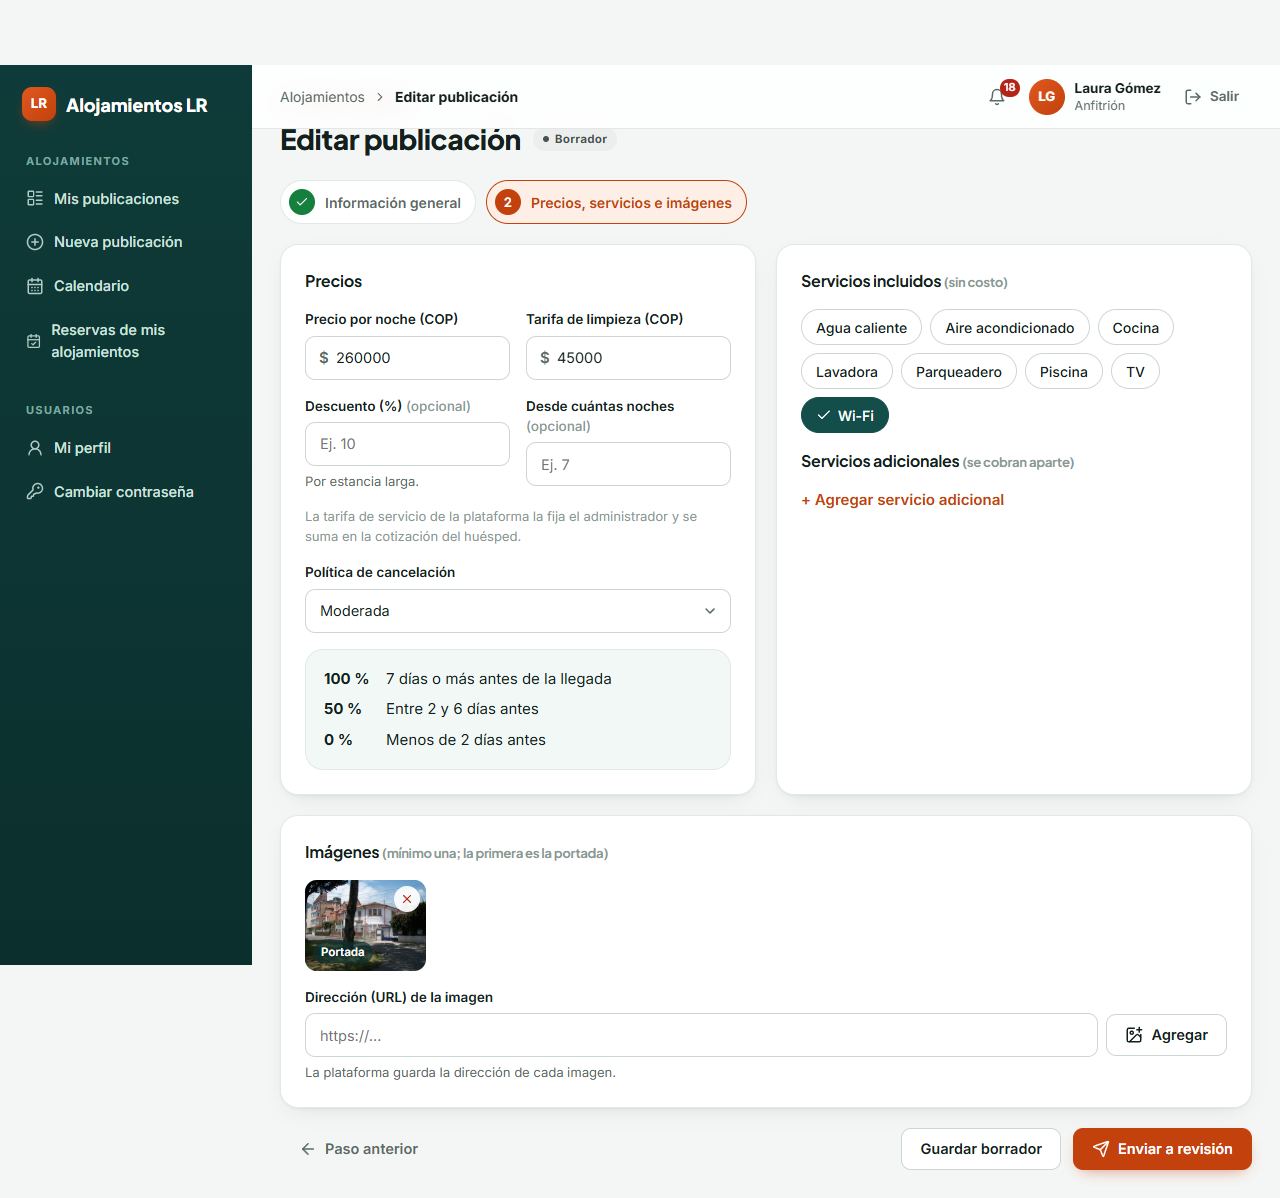 LR
Alojamientos LR
ALOJAMIENTOS
Mis publicaciones
Nueva publicación
Calendario
Reservas de mis
alojamientos
USUARIOS
Mi perfil
Cambiar contraseña
Alojamientos > Editar publicación
18
LG
Laura Gómez
Anfitrión
Salir
Editar publicación
Borrador
Información general
2 Precios, servicios e imágenes
Precios
Precio por noche (COP)
$ 260000
Tarifa de limpieza (COP)
$ 45000
Descuento (%) (opcional)
Ej. 10
Por estancia larga.
Desde cuántas noches
(opcional)
Ej. 7
La tarifa de servicio de la plataforma la fija el administrador y se
suma en la cotización del huésped.
Política de cancelación
Moderada
100 % 7 días o más antes de la llegada
50 % Entre 2 y 6 días antes
0 % Menos de 2 días antes
Servicios incluidos (sin costo)
Agua caliente Aire acondicionado Cocina
Lavadora Parqueadero Piscina TV
Wi-Fi
Servicios adicionales (se cobran aparte)
+ Agregar servicio adicional
Imágenes (mínimo una; la primera es la portada)
Portada
Dirección (URL) de la imagen
https://...
Agregar
La plataforma guarda la dirección de cada imagen.
Paso anterior
Guardar borrador
Enviar a revisión